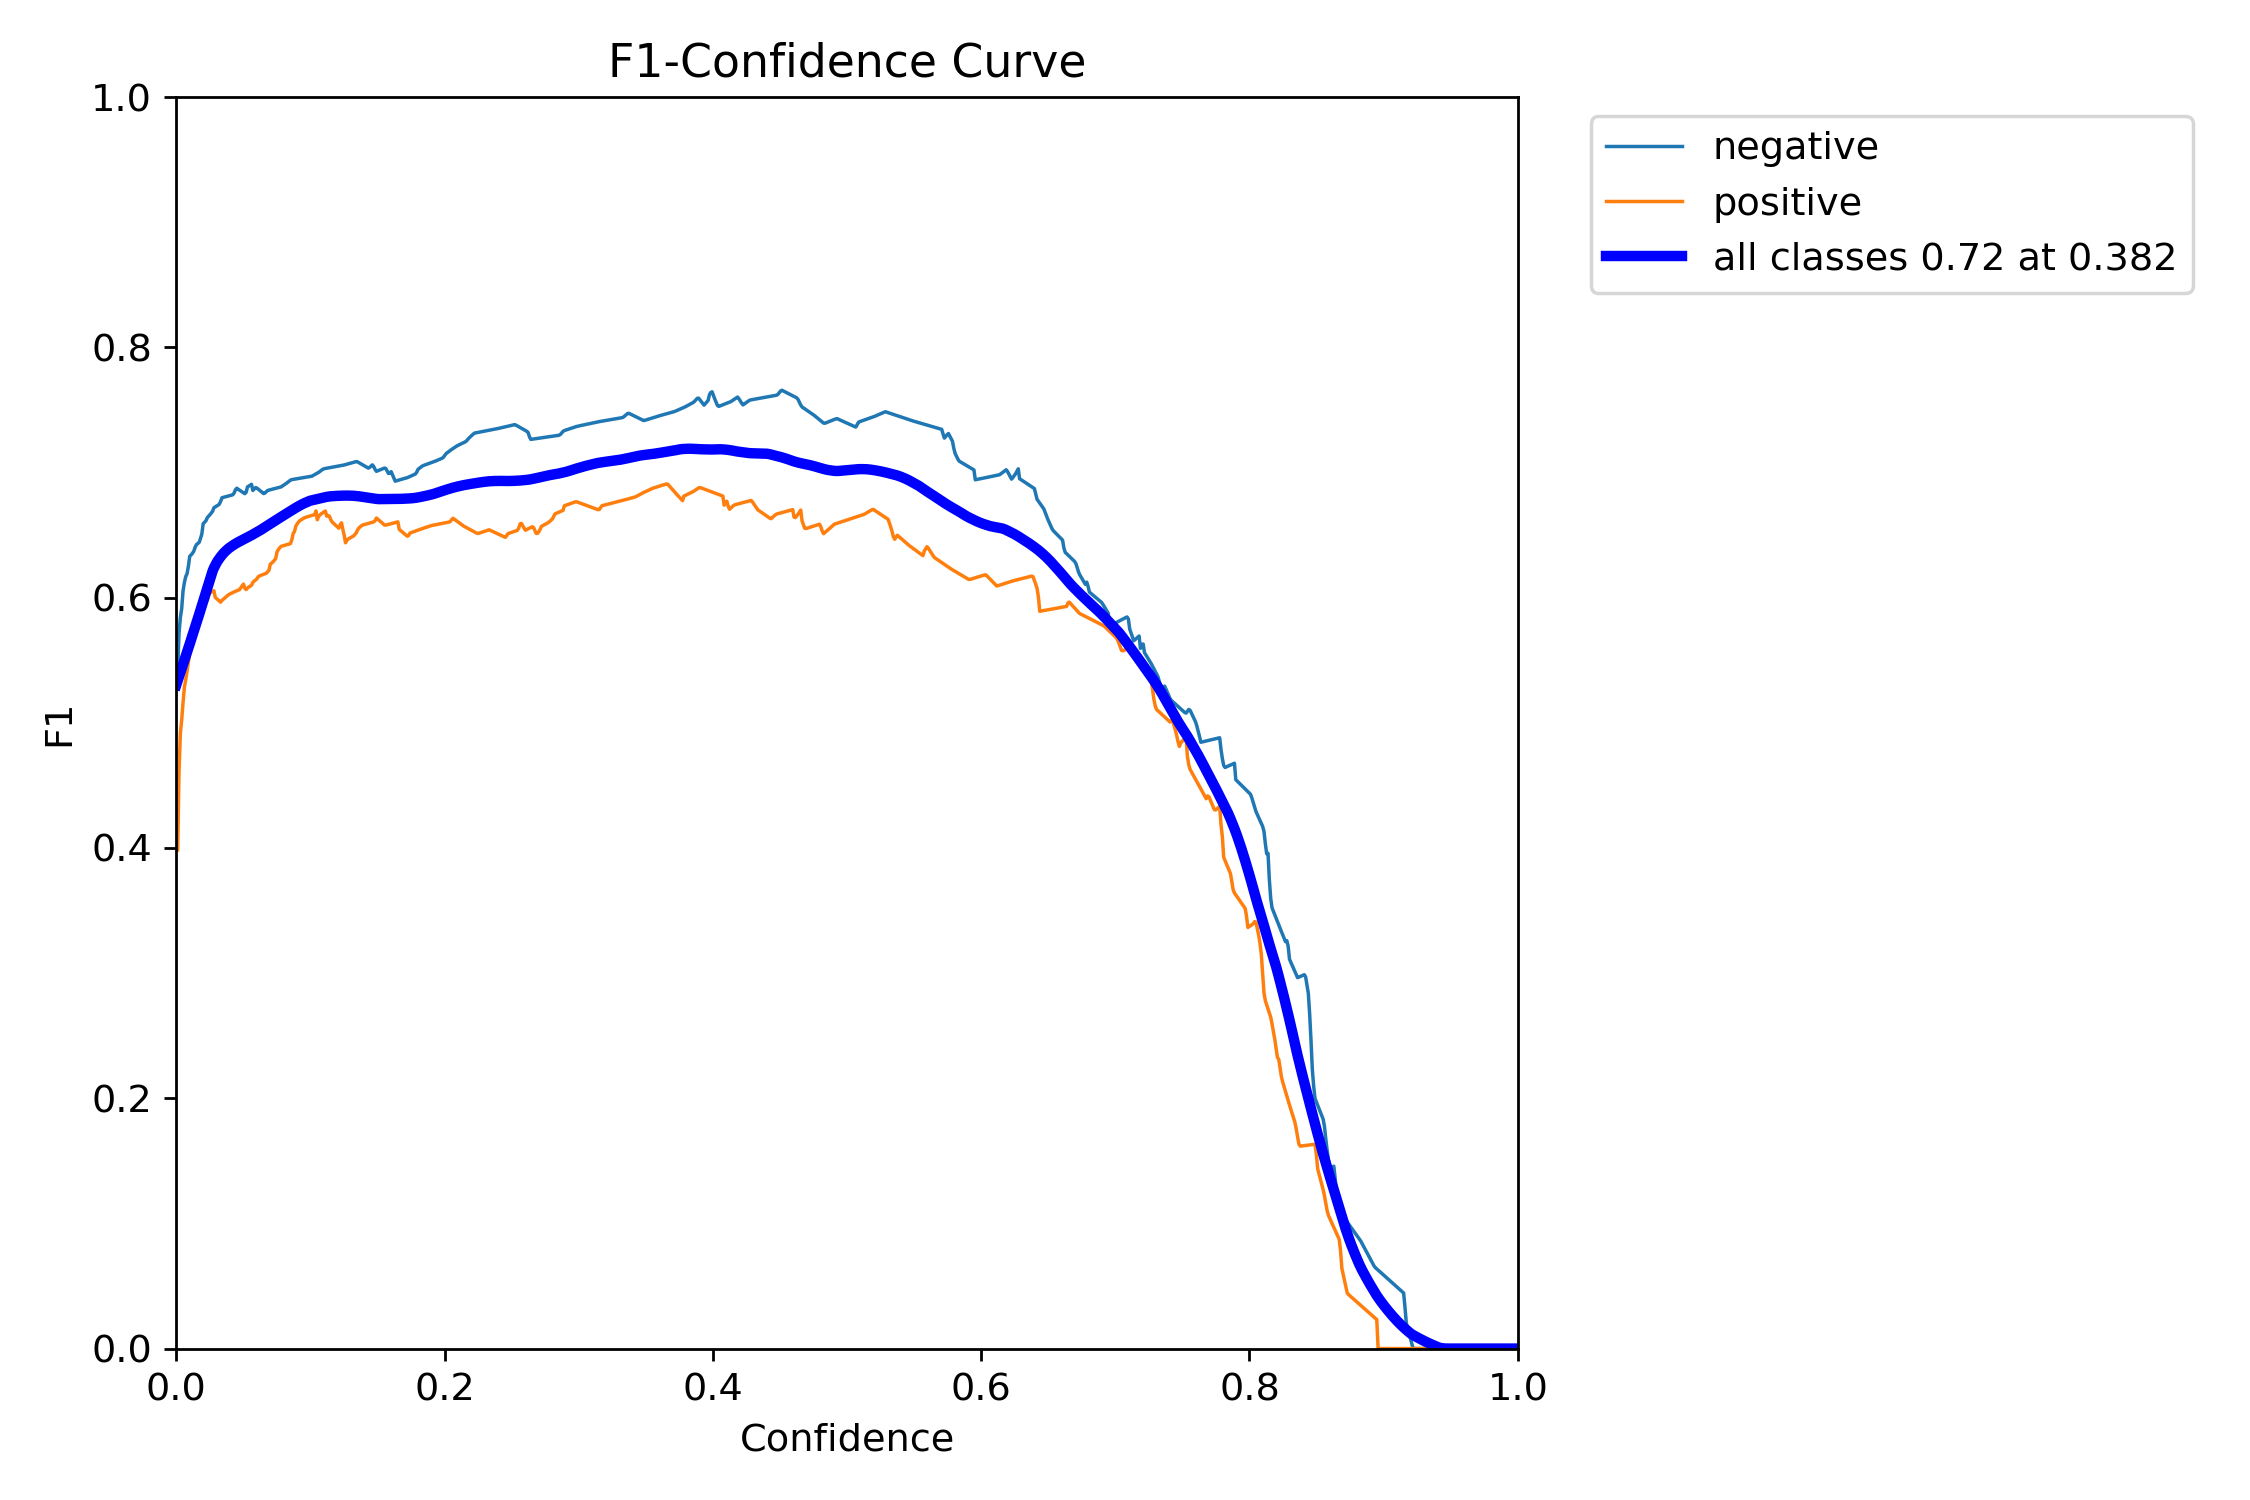 F1-Confidence Curve
1.0
0.8
0.6
0.4
0.2
0.0
F1
0.0 0.2 0.4 0.6 0.8 1.0
Confidence
negative
positive
all classes 0.72 at 0.382